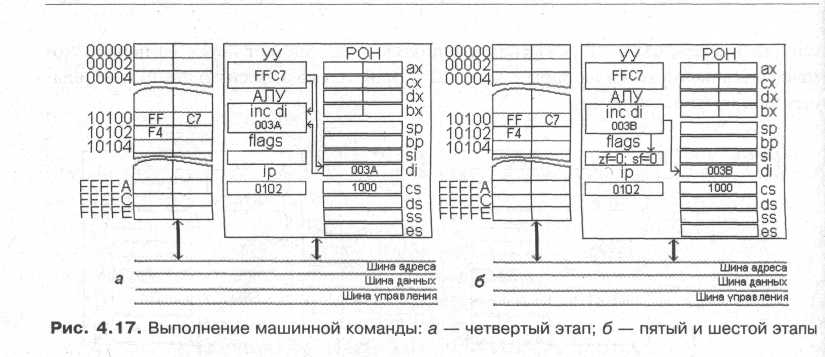 00000
00002
00004
10100 FF C7
10102 F4
10104
FFFFA
FFFFC
FFFFE
УУ
FFC7
АЛУ
inc di
003A
flags
ip
0102
РОН
ax
cx
dx
bx
sp
bp
si
003A di
1000 cs
ds
ss
es
а
Шина адреса
Шина данных
Шина управления
00000
00002
00004
10100 FF C7
10102 F4
10104
FFFFA
FFFFC
FFFFE
УУ
FFC7
АЛУ
inc di
003B
flags
zf=0; sf=0
ip
0102
РОН
ax
cx
dx
bx
sp
bp
si
003B di
1000 cs
ds
ss
es
б
Шина адреса
Шина данных
Шина управления
Рис. 4.17. Выполнение машинной команды: а — четвертый этап; б — пятый и шестой этапы